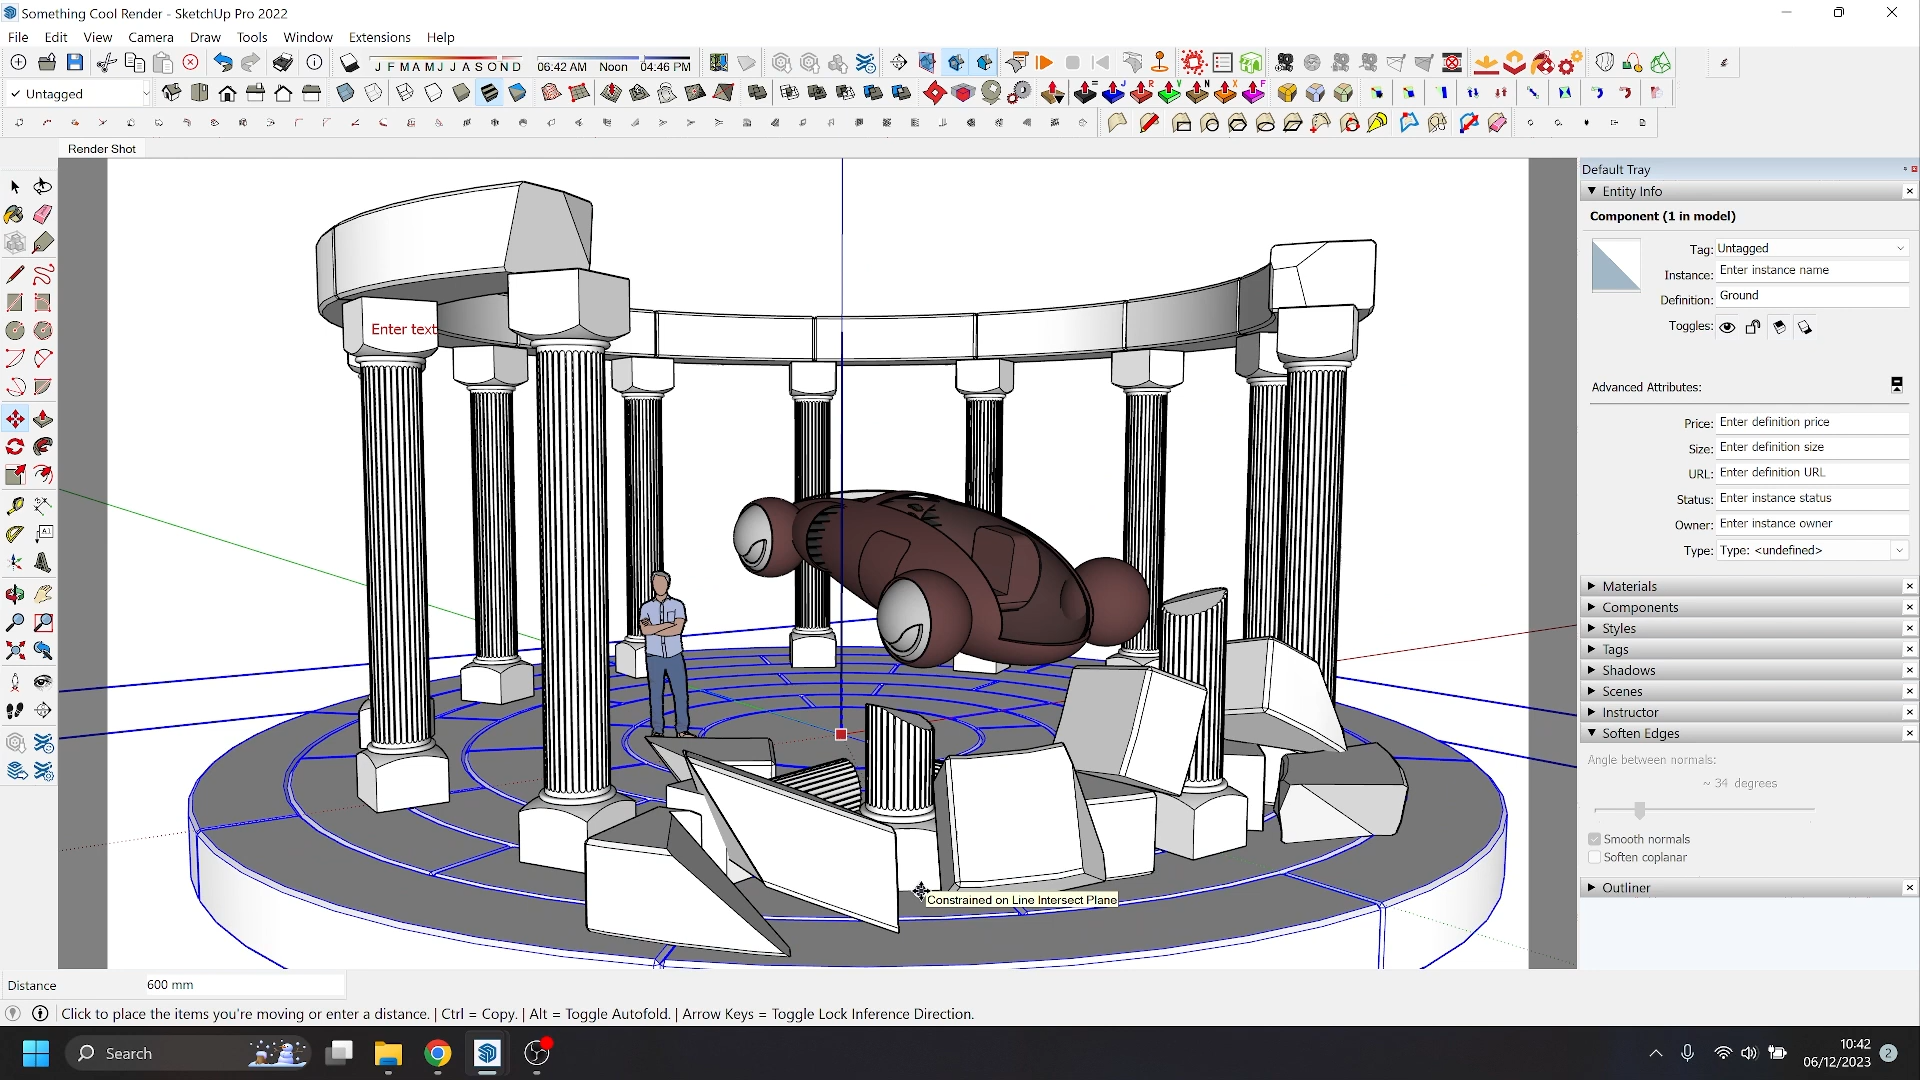 Something Cool Render - SketchUp Pro 2022
File Edit View Camera Draw Tools Window Extensions Help
J F M A M J J A S O N D 06:42 AM Noon 04:46 PM
Untagged
Render Shot
Default Tray
Entity Info
Component (1 in model)
Tag: Untagged
Instance: Enter instance name
Definition: Ground
Toggles:
Advanced Attributes:
Price: Enter definition price
Size: Enter definition size
URL: Enter definition URL
Status: Enter instance status
Owner: Enter instance owner
Type: Type: <undefined>
Materials
Components
Styles
Tags
Shadows
Scenes
Instructor
Soften Edges
Angle between normals:
~ 34 degrees
Smooth normals
Soften coplanar
Outliner
Enter text
Constrained on Line Intersect Plane
Distance 600 mm
Click to place the items you're moving or enter a distance. | Ctrl = Copy. | Alt = Toggle Autofold. | Arrow Keys = Toggle Lock Inference Direction.
Search
10:42
06/12/2023
2